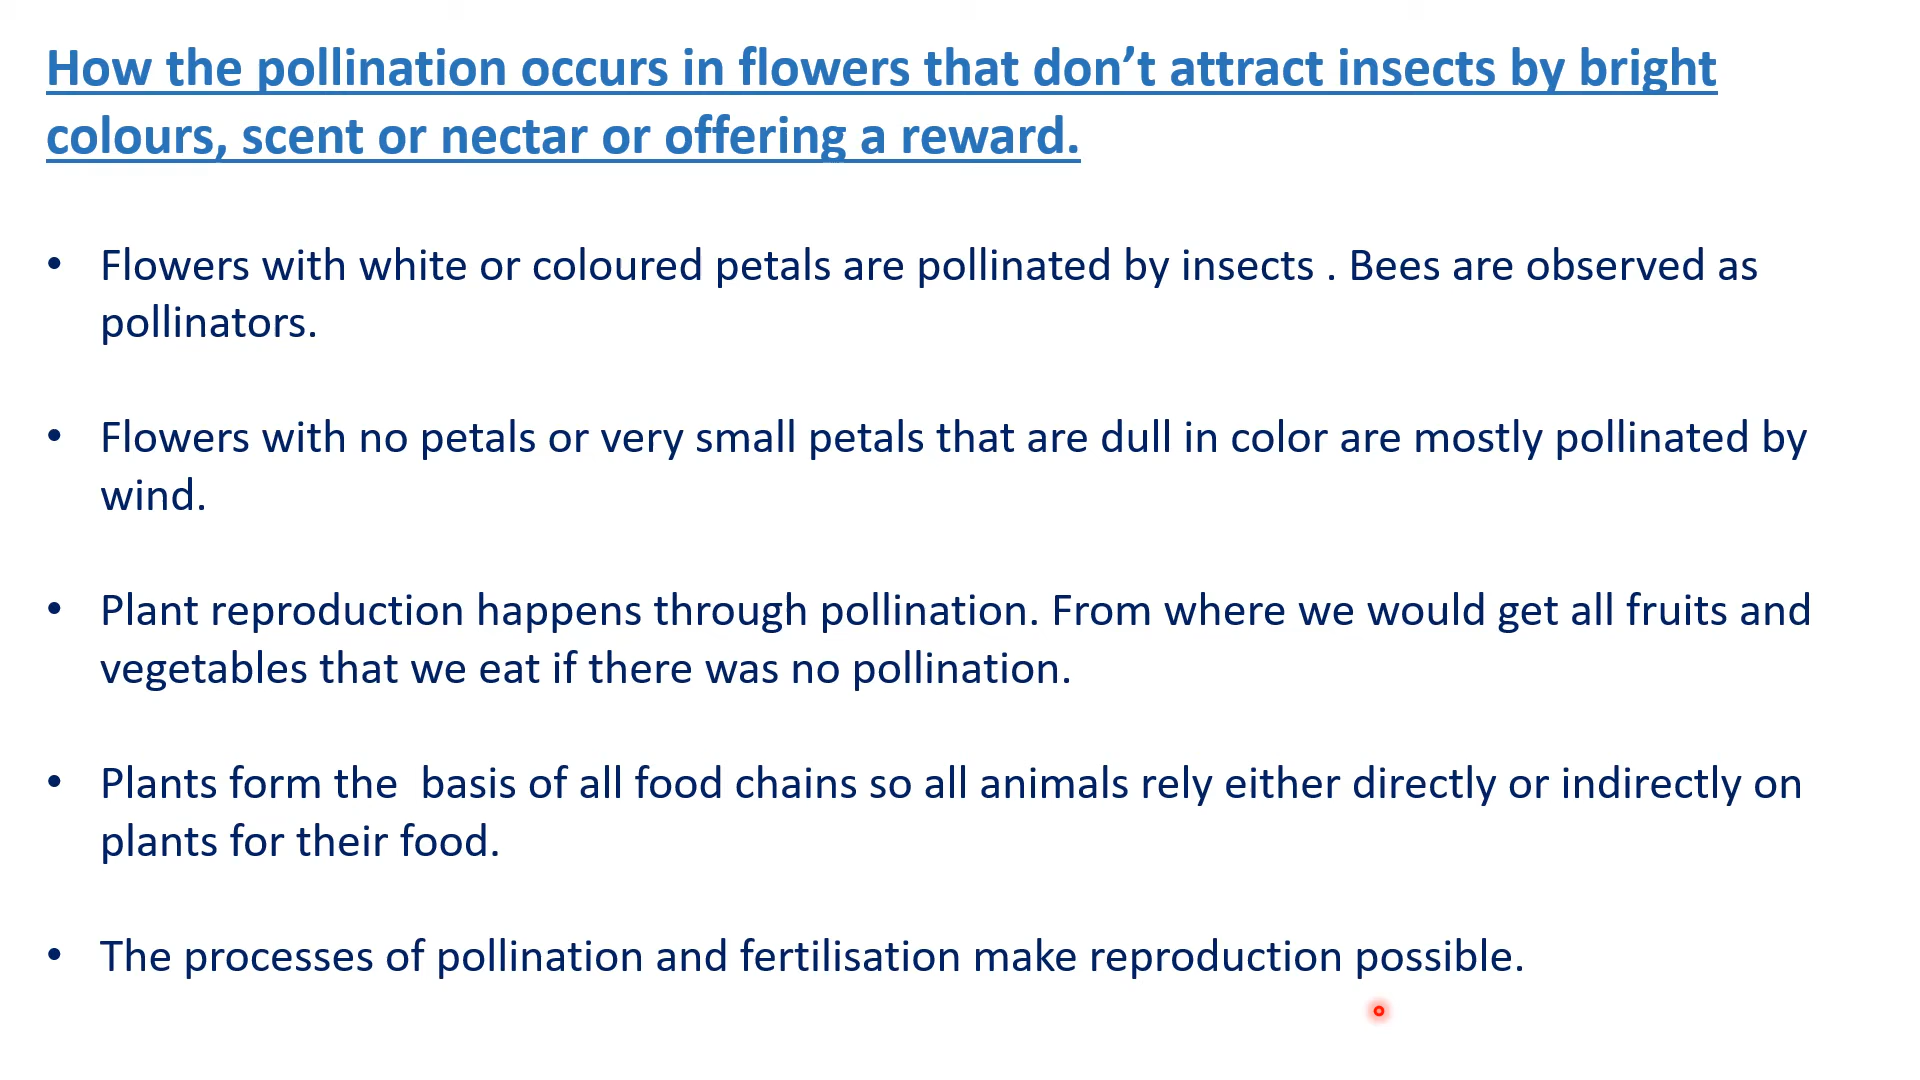 How the pollination occurs in flowers that don’t attract insects by bright
colours, scent or nectar or offering a reward.
• Flowers with white or coloured petals are pollinated by insects . Bees are observed as
pollinators.
• Flowers with no petals or very small petals that are dull in color are mostly pollinated by
wind.
• Plant reproduction happens through pollination. From where we would get all fruits and
vegetables that we eat if there was no pollination.
• Plants form the  basis of all food chains so all animals rely either directly or indirectly on
plants for their food.
• The processes of pollination and fertilisation make reproduction possible.